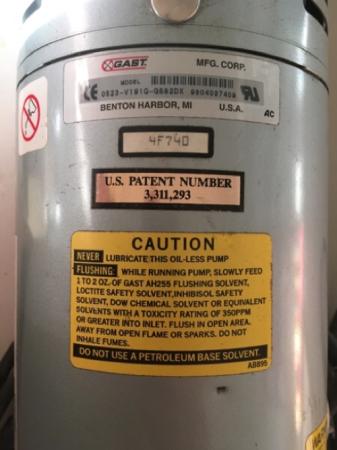 GAST MFG. CORP.
MODEL
0523-V191Q-G582DX
BENTON HARBOR, MI U.S.A. AC
4F740
U.S. PATENT NUMBER
3,311,293
CAUTION
NEVER LUBRICATE THIS OIL-LESS PUMP
FLUSHING: WHILE RUNNING PUMP, SLOWLY FEED
1 TO 2 OZ. OF GAST AH255 FLUSHING SOLVENT,
LOCTITE SAFETY SOLVENT, INHIBISOL SAFETY
SOLVENT, DOW CHEMICAL SOLVENT OR EQUIVALENT
SOLVENTS WITH A TOXICITY RATING OF 350PPM
OR GREATER INTO INLET. FLUSH IN OPEN AREA.
AWAY FROM OPEN FLAME OR SPARKS. DO NOT
INHALE FUMES.
DO NOT USE A PETROLEUM BASE SOLVENT.
AB895